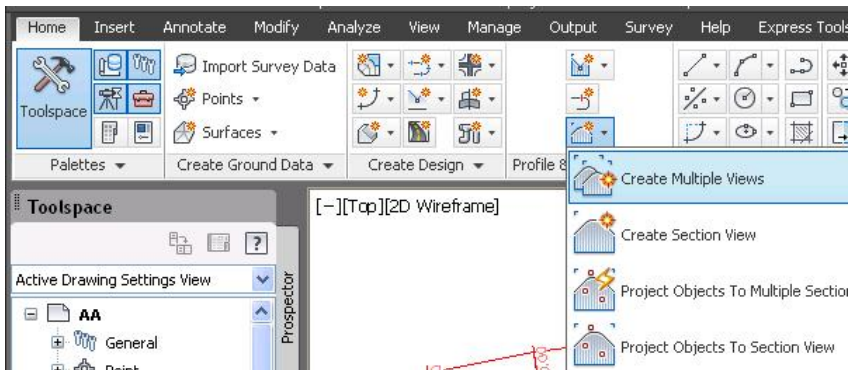 Home Insert Annotate Modify Analyze View Manage Output Survey Help Express Tools
Import Survey Data
Points
Toolspace
Surfaces
Palettes Create Ground Data Create Design Profile &
Create Multiple Views
Toolspace
[-][Top][2D Wireframe]
Create Section View
Active Drawing Settings View
Prospector
Project Objects To Multiple Section
AA
General
Project Objects To Section View
Point